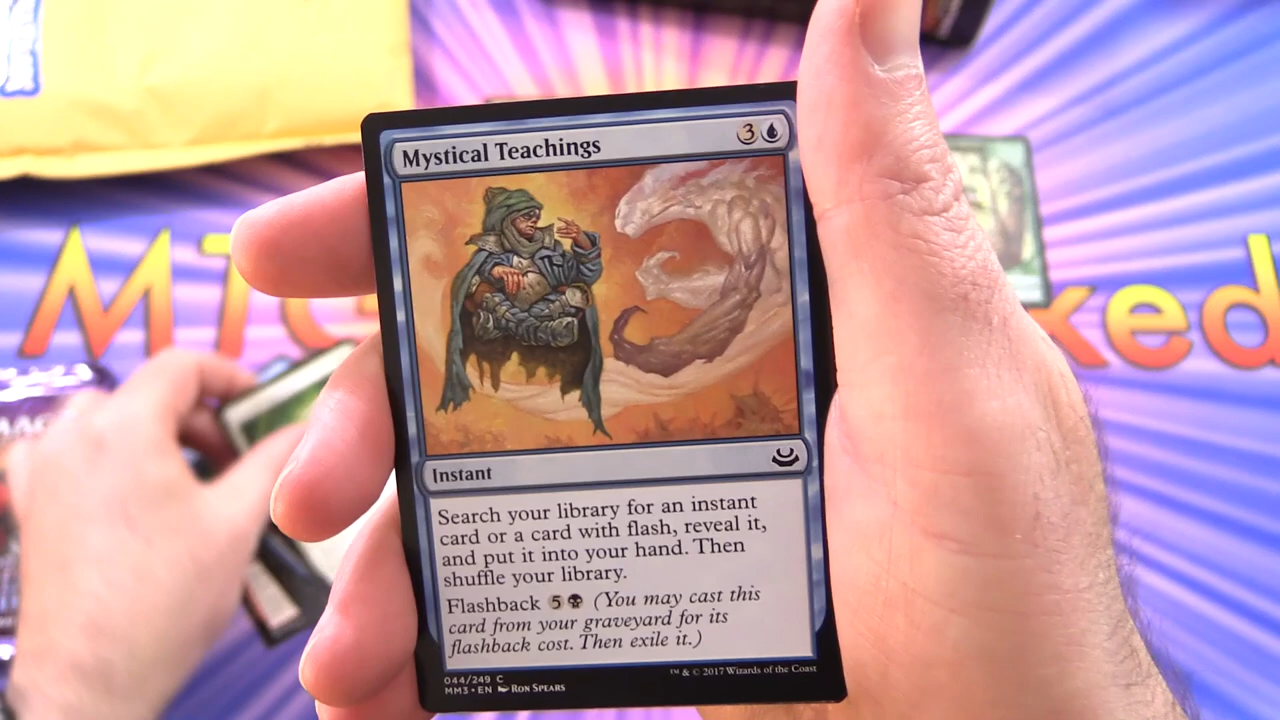 MTG
ked
Mystical Teachings
3
Instant
Search your library for an instant
card or a card with flash, reveal it,
and put it into your hand. Then
shuffle your library.
Flashback 5 (You may cast this
card from your graveyard for its
flashback cost. Then exile it.)
044/249 C
MM3 • EN Ron Spears
™ & © 2017 Wizards of the Coast